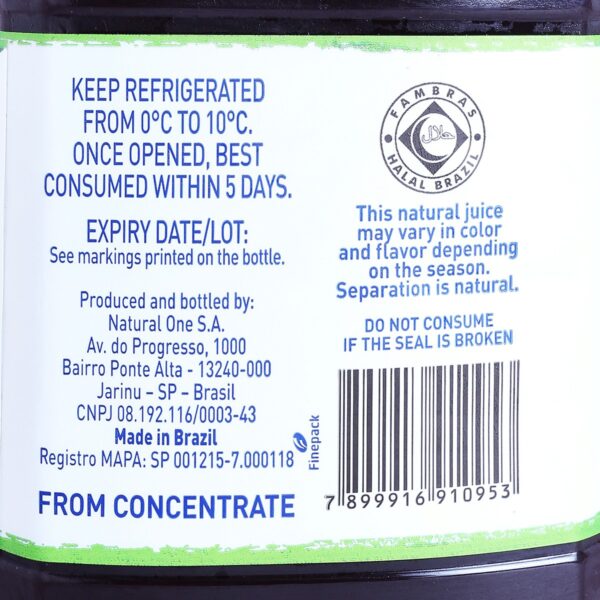 KEEP REFRIGERATED
FROM 0°C TO 10°C.
ONCE OPENED, BEST
CONSUMED WITHIN 5 DAYS.
EXPIRY DATE/LOT:
See markings printed on the bottle.
Produced and bottled by:
Natural One S.A.
Av. do Progresso, 1000
Bairro Ponte Alta - 13240-000
Jarinu – SP – Brasil
CNPJ 08.192.116/0003-43
Made in Brazil
Registro MAPA: SP 001215-7.000118
FROM CONCENTRATE
Finepack
FAMBRAS
حلال
HALAL BRAZIL
This natural juice
may vary in color
and flavor depending
on the season.
Separation is natural.
DO NOT CONSUME
IF THE SEAL IS BROKEN
7 899916 910953